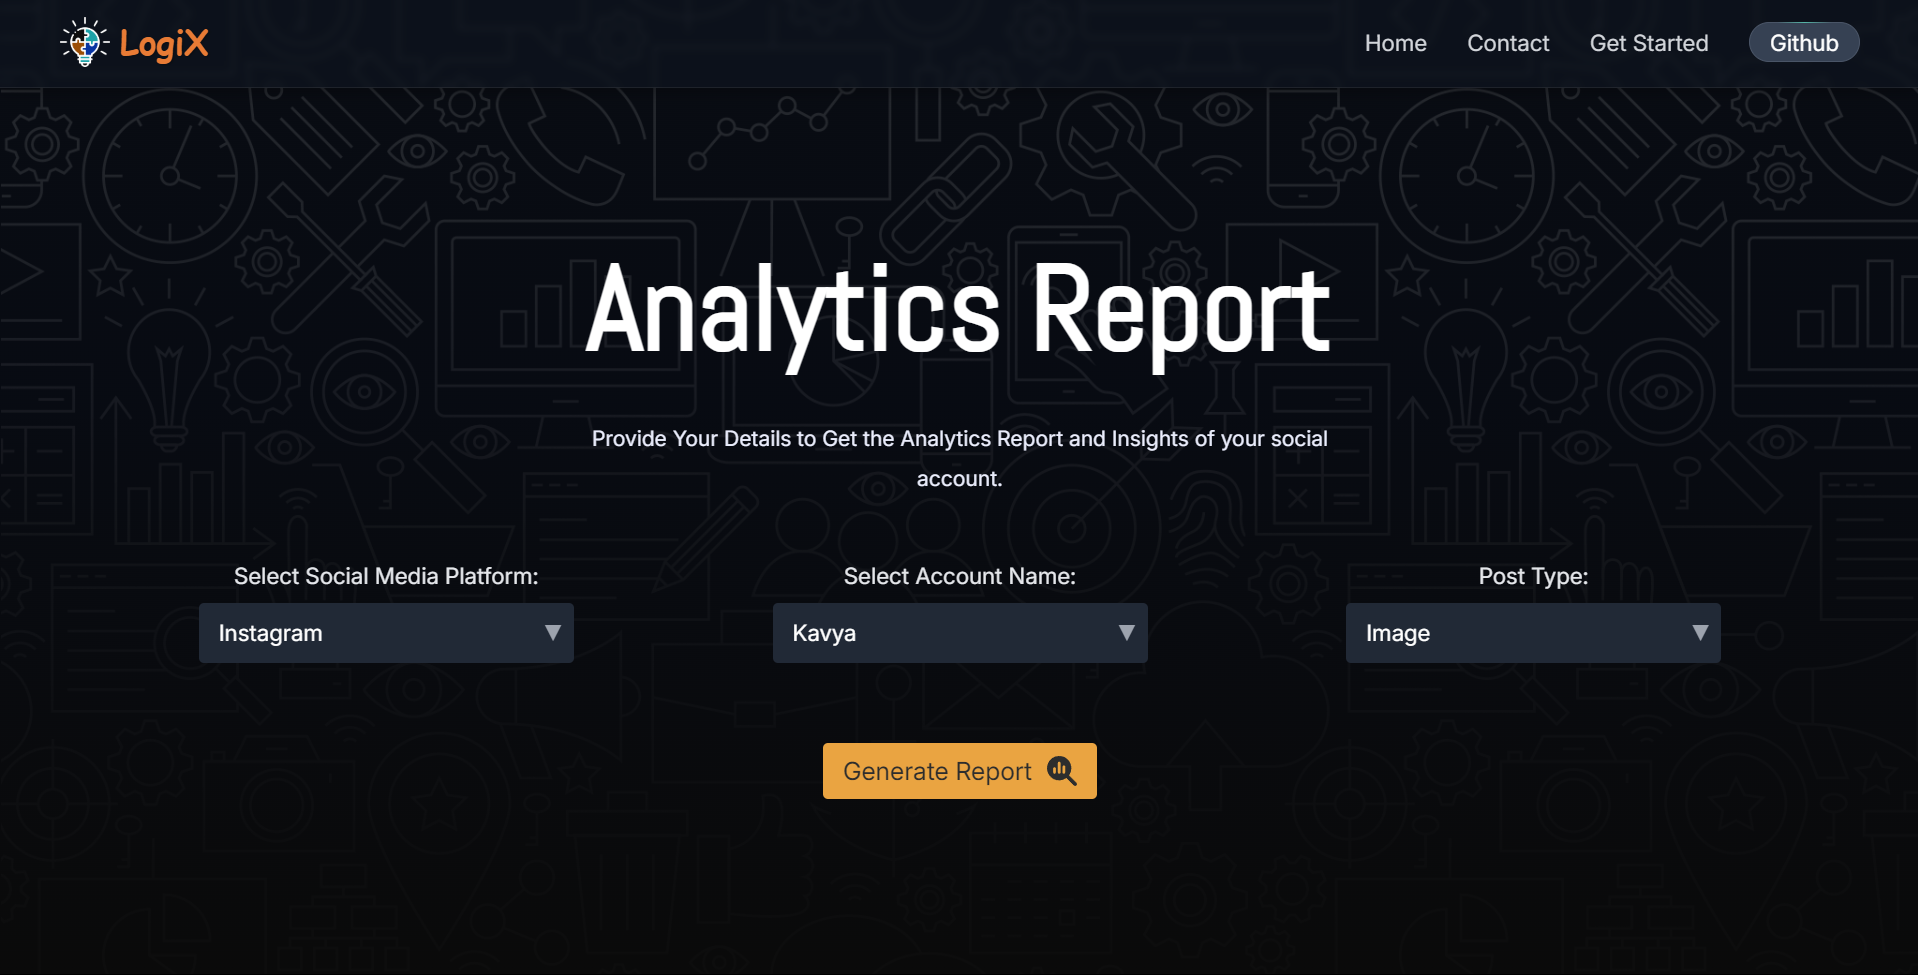 LogiX
Home
Contact
Get Started
Github
Analytics Report
Provide Your Details to Get the Analytics Report and Insights of your social
account.
Select Social Media Platform:
Instagram
Select Account Name:
Kavya
Post Type:
Image
Generate Report